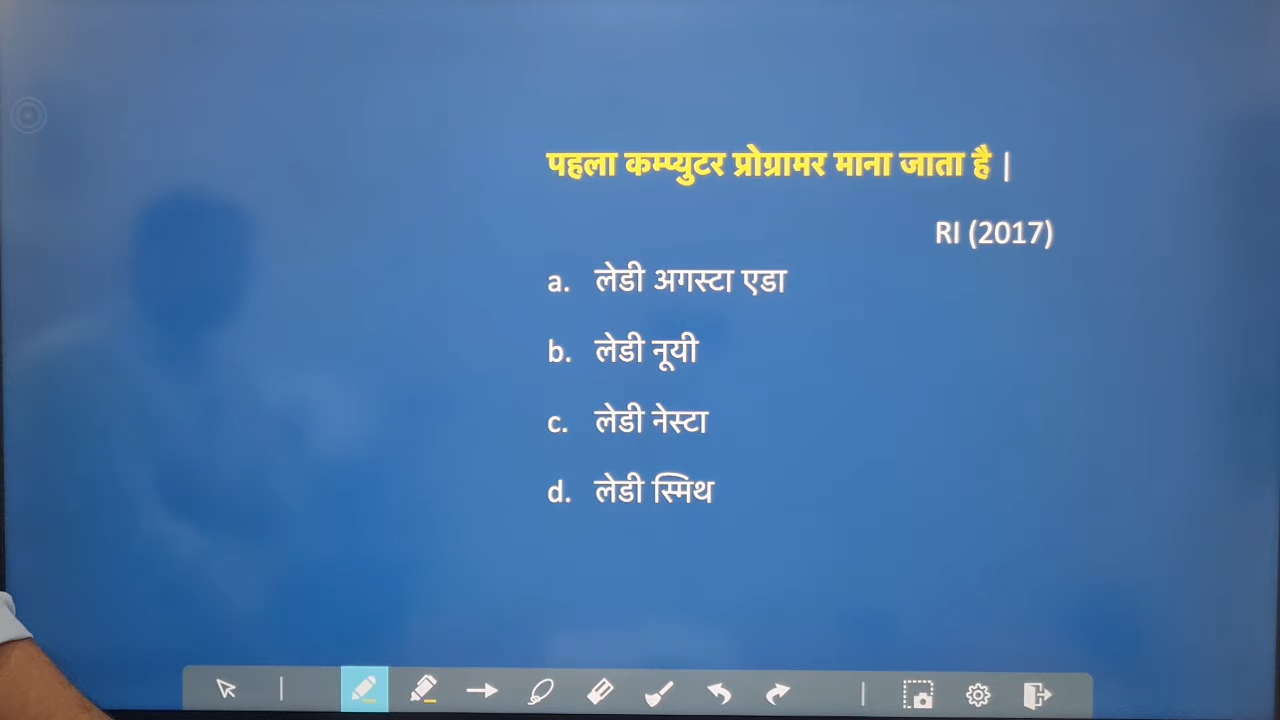 पहला कम्प्युटर प्रोग्रामर माना जाता है |
RI (2017)
a. लेडी अगस्टा एडा
b. लेडी नूयी
c. लेडी नेस्टा
d. लेडी स्मिथ